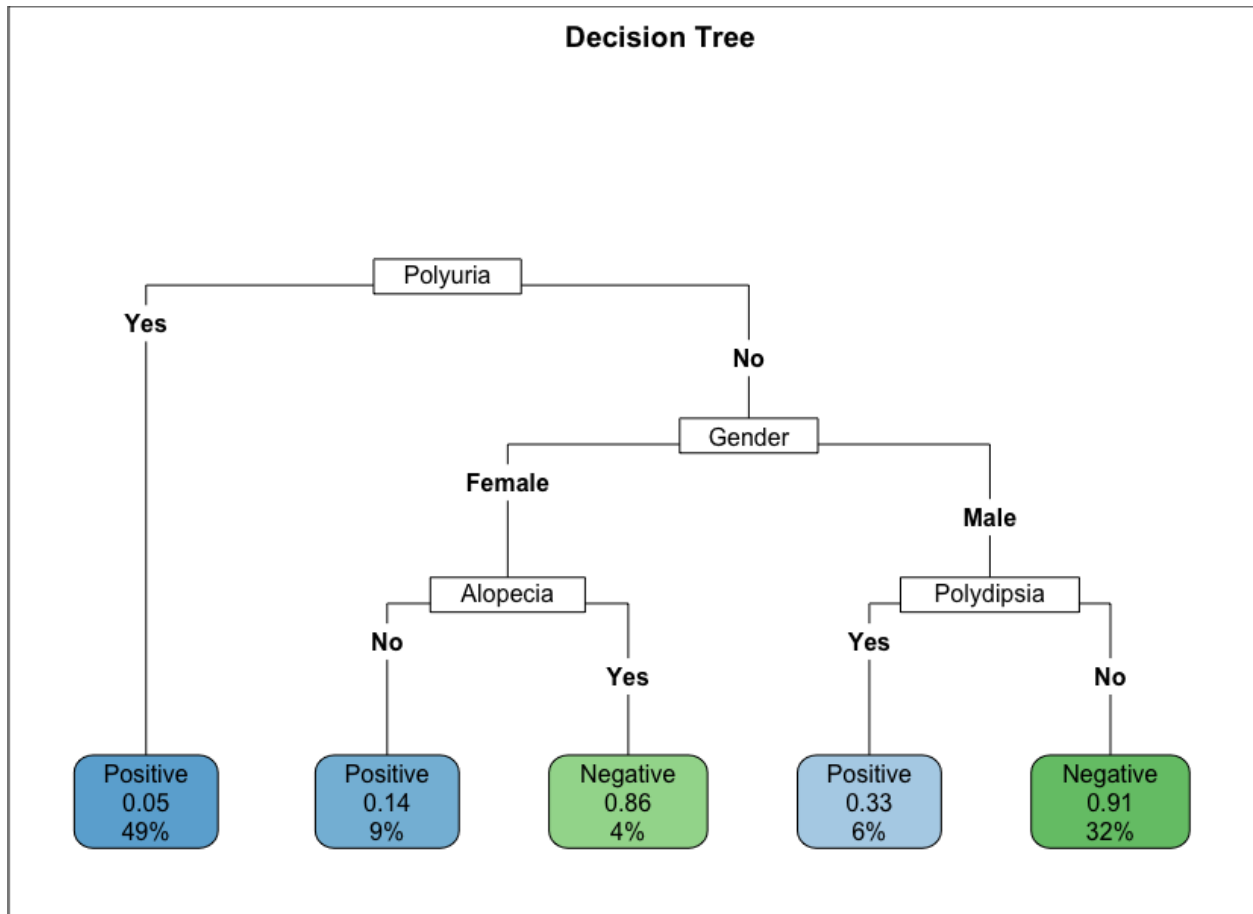 Decision Tree
Polyuria
Yes
No
Gender
Female
Male
Alopecia
Polydipsia
No
Yes
Yes
No
Positive
0.05
49%
Positive
0.14
9%
Negative
0.86
4%
Positive
0.33
6%
Negative
0.91
32%